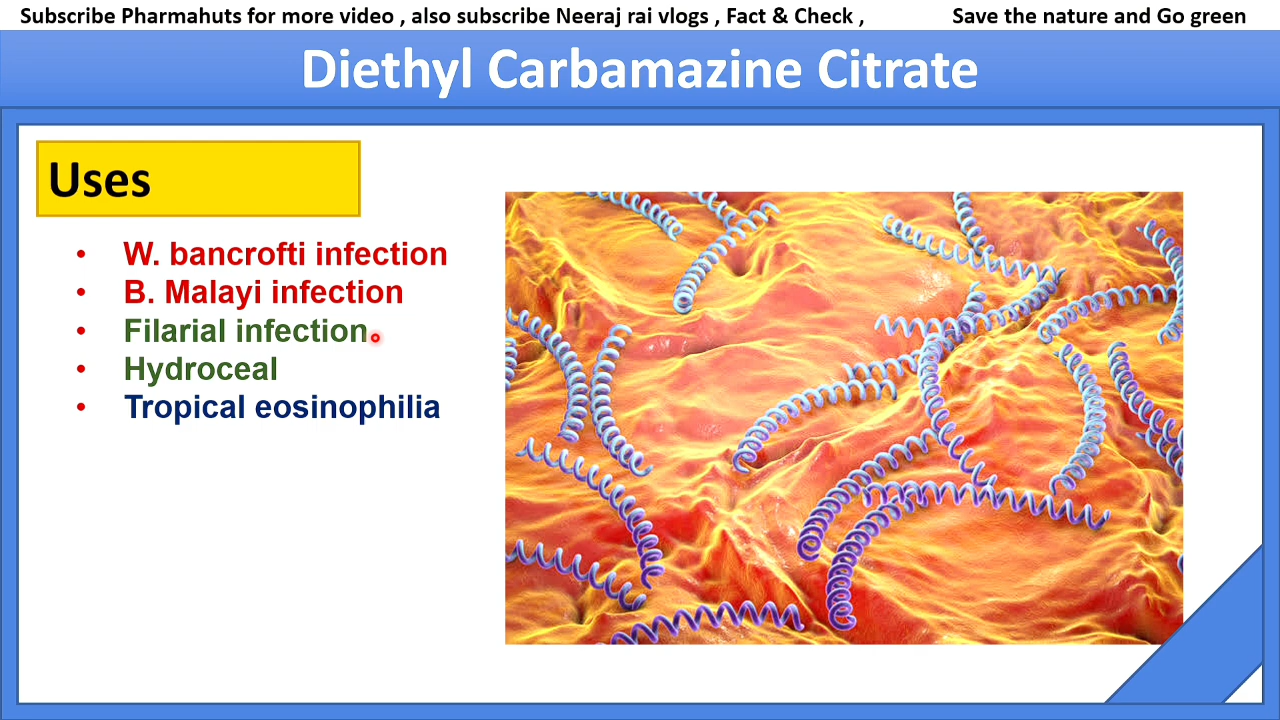 Subscribe Pharmahuts for more video , also subscribe Neeraj rai vlogs , Fact & Check , Save the nature and Go green
Diethyl Carbamazine Citrate
Uses
• W. bancrofti infection
• B. Malayi infection
• Filarial infection
• Hydroceal
• Tropical eosinophilia